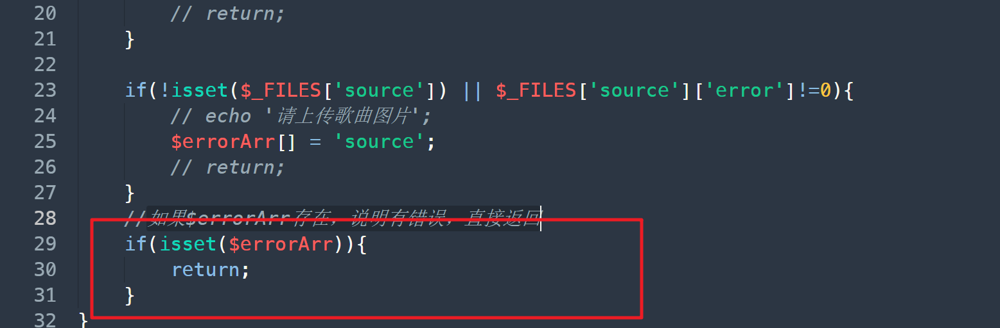 20 // return;
21 }
22
23 if(!isset($_FILES['source']) || $_FILES['source']['error']!=0){
24 // echo '请上传歌曲图片';
25 $errorArr[] = 'source';
26 // return;
27 }
28 //如果$errorArr存在，说明有错误，直接返回
29 if(isset($errorArr)){
30 return;
31 }
32 }